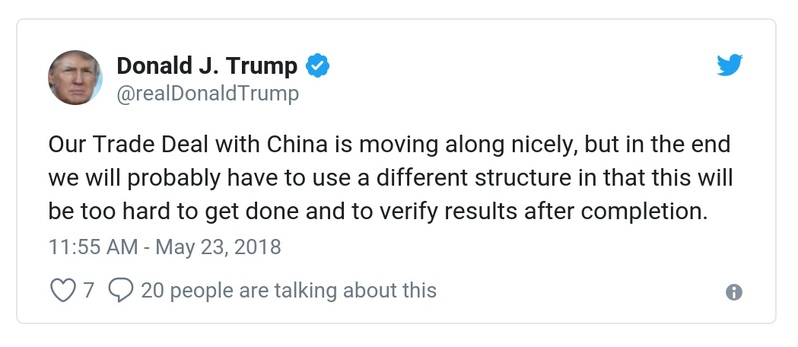 Donald J. Trump
@realDonaldTrump
Our Trade Deal with China is moving along nicely, but in the end
we will probably have to use a different structure in that this will
be too hard to get done and to verify results after completion.
11:55 AM - May 23, 2018
7 20 people are talking about this